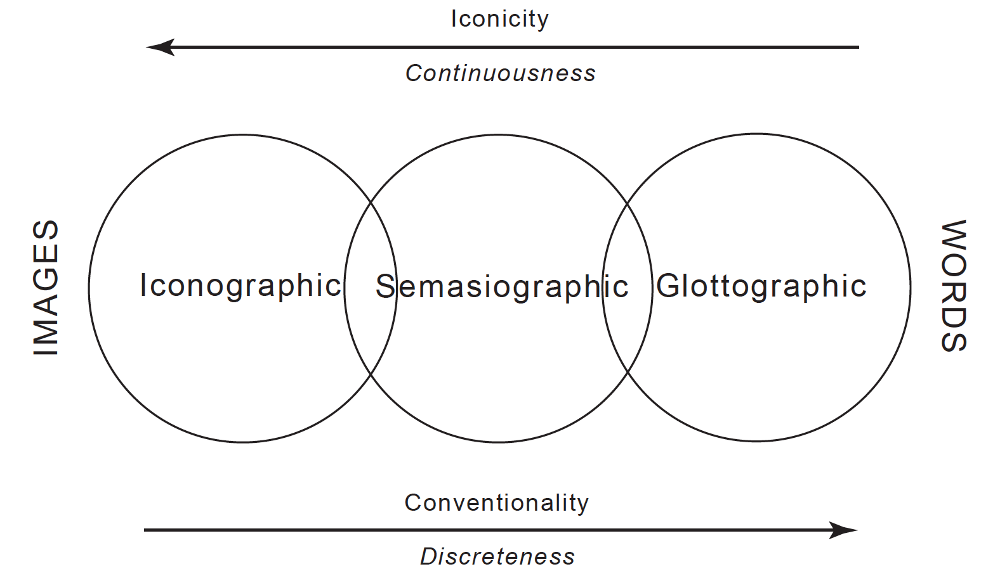 Iconicity
Continuousness
IMAGES
Iconographic
Semasiographic
Glottographic
WORDS
Conventionality
Discreteness